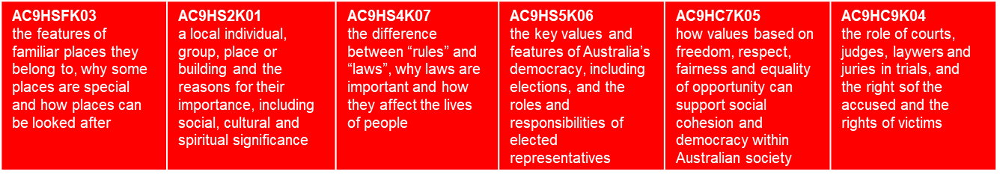 AC9HSFK03
the features of
familiar places they
belong to, why some
places are special
and how places can
be looked after
AC9HS2K01
a local individual,
group, place or
building and the
reasons for their
importance, including
social, cultural and
spiritual significance
AC9HS4K07
the difference
between “rules” and
“laws”, why laws are
important and how
they affect the lives
of people
AC9HS5K06
the key values and
features of Australia’s
democracy, including
elections, and the
roles and
responsibilities of
elected
representatives
AC9HC7K05
how values based on
freedom, respect,
fairness and equality
of opportunity can
support social
cohesion and
democracy within
Australian society
AC9HC9K04
the role of courts,
judges, laywers and
juries in trials, and
the right sof the
accused and the
rights of victims